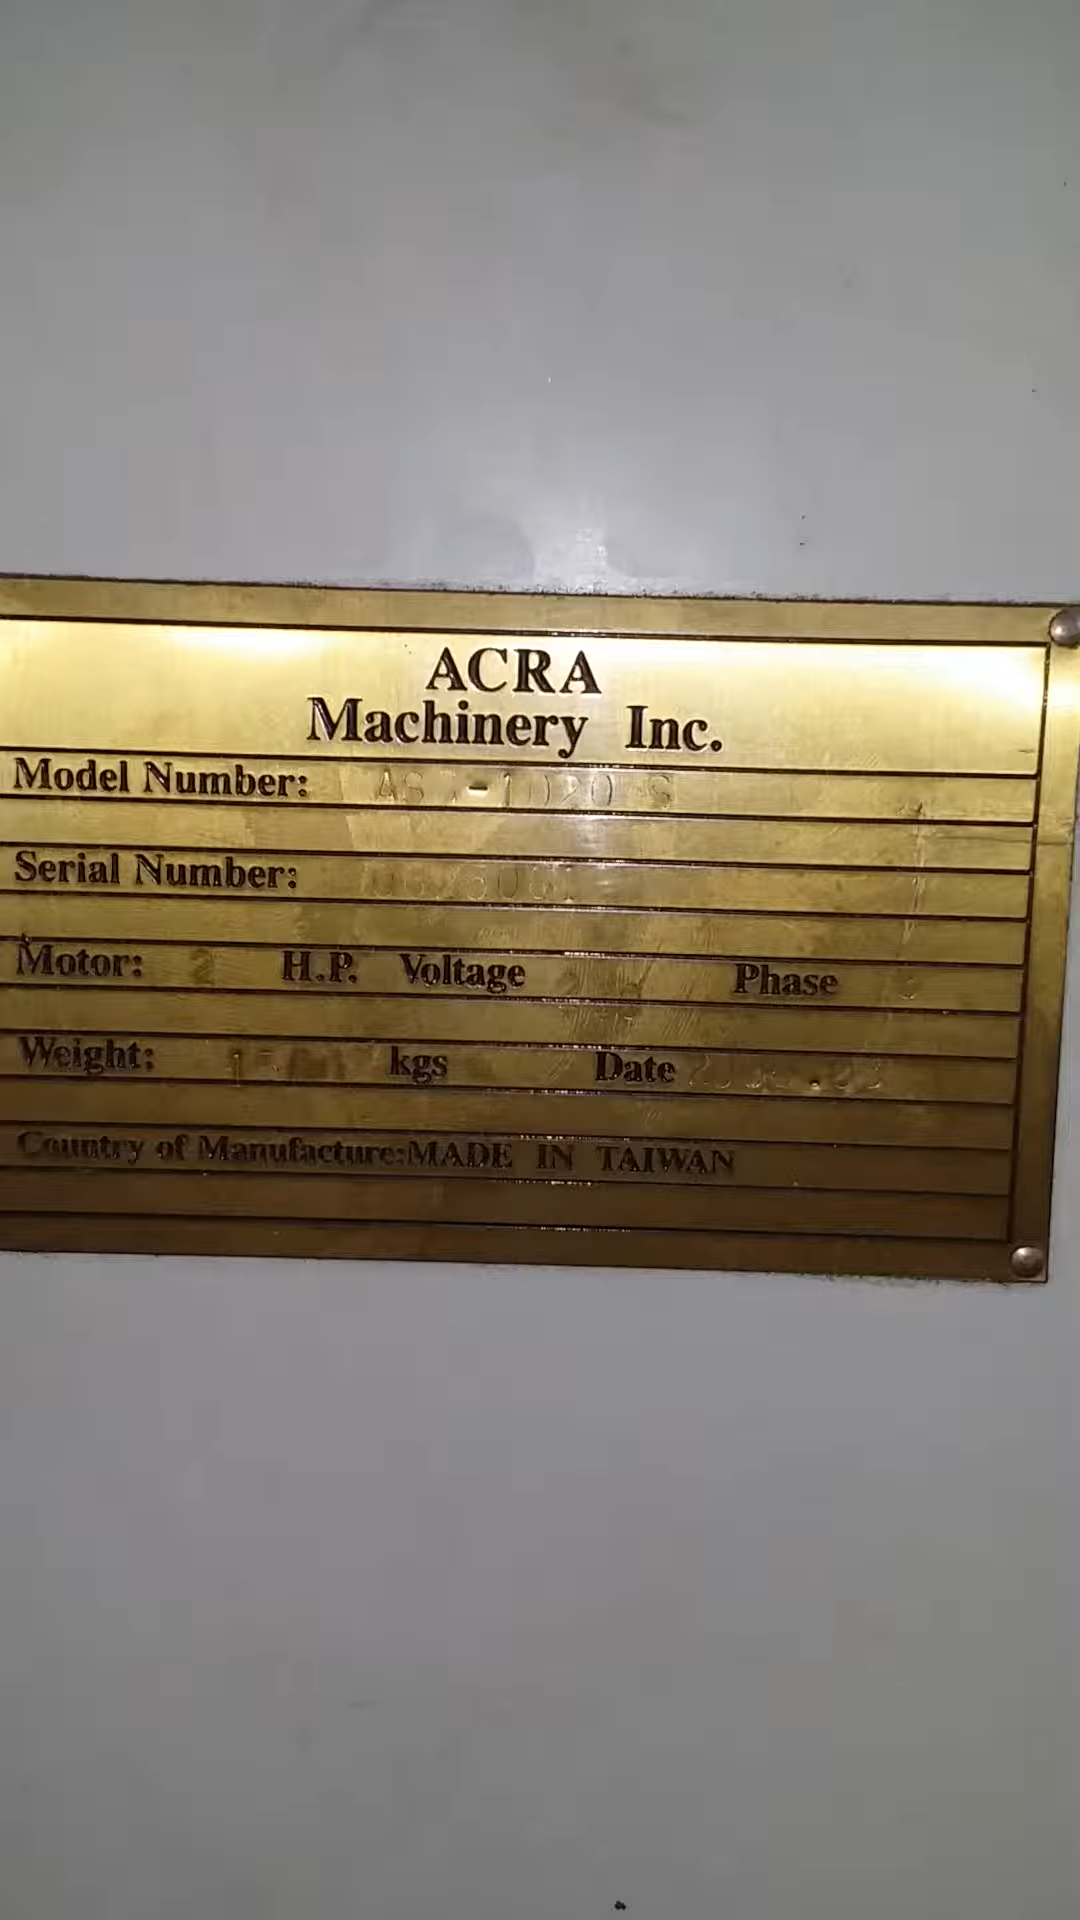 ACRA
Machinery Inc.
Model Number:
Serial Number:
Motor: 2 H.P. Voltage Phase
Weight: kgs Date
Country of Manufacture:MADE IN TAIWAN